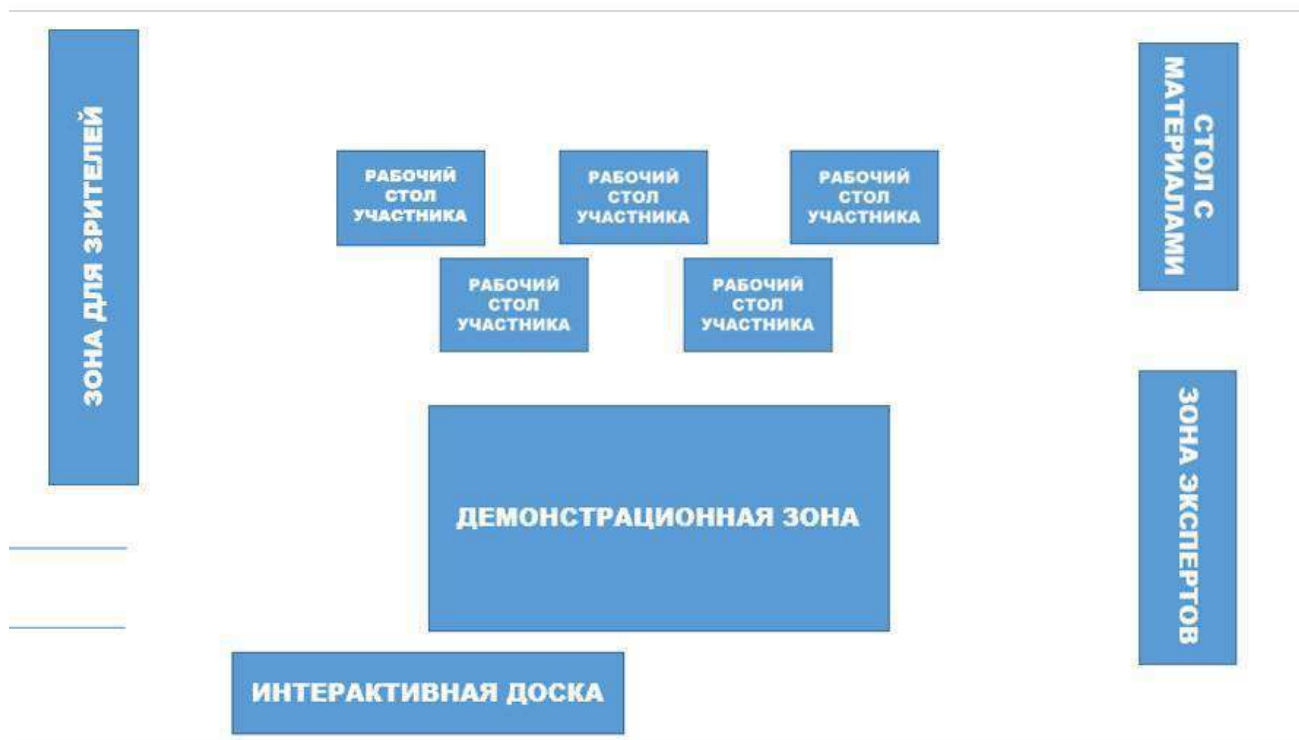 ЗОНА ДЛЯ ЗРИТЕЛЕЙ
РАБОЧИЙ
СТОЛ
УЧАСТНИКА
РАБОЧИЙ
СТОЛ
УЧАСТНИКА
РАБОЧИЙ
СТОЛ
УЧАСТНИКА
СТОЛ С
МАТЕРИАЛАМИ
РАБОЧИЙ
СТОЛ
УЧАСТНИКА
РАБОЧИЙ
СТОЛ
УЧАСТНИКА
ДЕМОНСТРАЦИОННАЯ ЗОНА
ЗОНА ЭКСПЕРТОВ
ИНТЕРАКТИВНАЯ ДОСКА